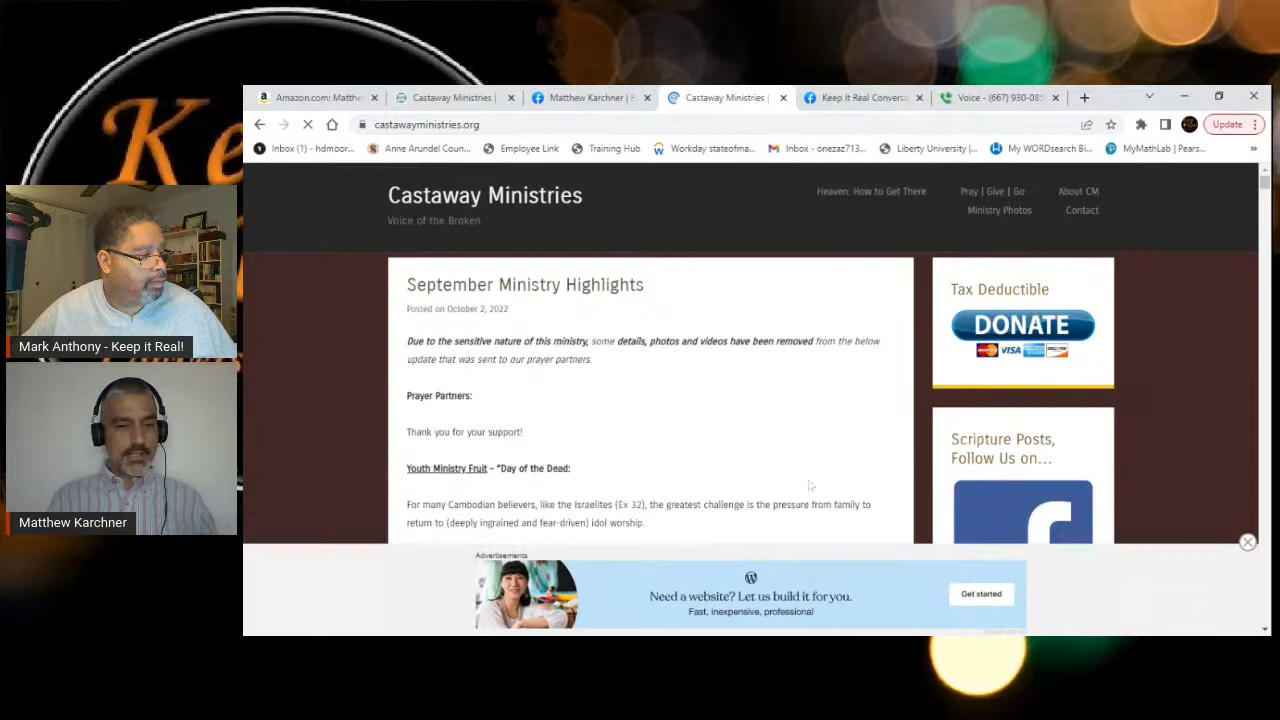 Ke
Mark Anthony - Keep it Real!
Matthew Karchner
Amazon.com: Matthe
Castaway Ministries |
Matthew Karchner | F
Castaway Ministries |
Keep It Real Conversa
Voice - (667) 930-085
castawayministries.org
Update
Inbox (1) - hdmoor...
Anne Arundel Coun...
Employee Link
Training Hub
Workday stateofma...
Inbox - onezaz713...
Liberty University |...
My WORDsearch Bi...
MyMathLab | Pears...
Castaway Ministries
Voice of the Broken
Heaven: How to Get There
Pray | Give | Go
About CM
Ministry Photos
Contact
September Ministry Highlights
Posted on October 2, 2022
Due to the sensitive nature of this ministry, some details, photos and videos have been removed from the below
update that was sent to our prayer partners.
Prayer Partners:
Thank you for your support!
Youth Ministry Fruit – "Day of the Dead:
For many Cambodian believers, like the Israelites (Ex 32), the greatest challenge is the pressure from family to
return to (deeply ingrained and fear-driven) idol worship.
Tax Deductible
DONATE
VISA
Scripture Posts,
Follow Us on...
Advertisements
Need a website? Let us build it for you.
Fast, inexpensive, professional
Get started